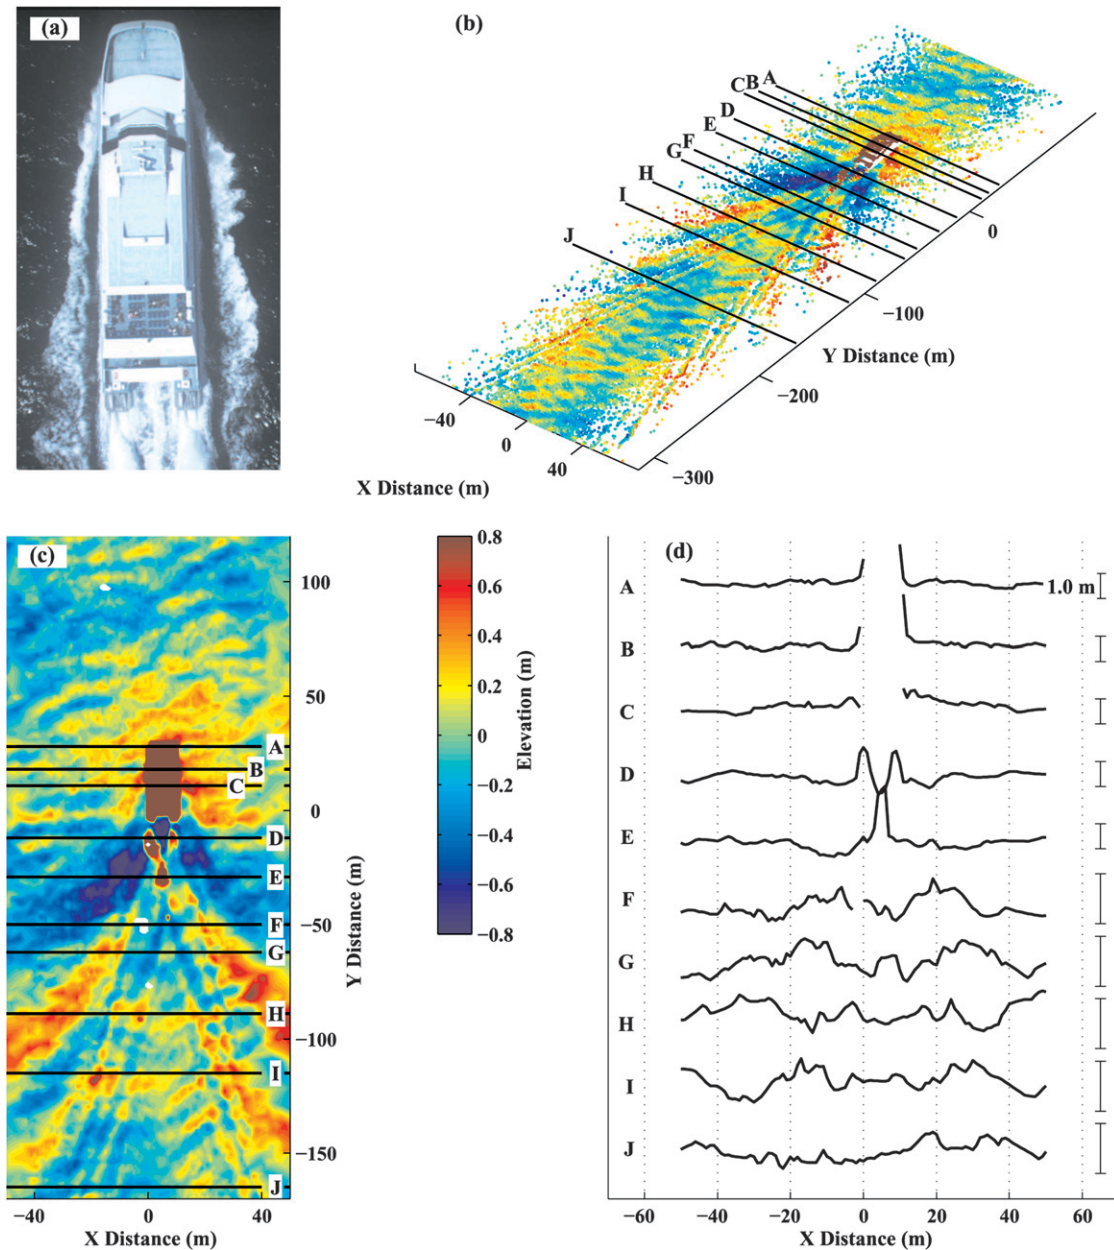 (a)
(b)
A
B
C
D
E
F
G
H
I
J
0
−100
−200
−300
Y Distance (m)
−40
0
40
X Distance (m)
(c)
100
50
0
−50
−100
−150
Y Distance (m)
A
B
C
D
E
F
G
H
I
J
−40
0
40
X Distance (m)
0.8
0.6
0.4
0.2
0
−0.2
−0.4
−0.6
−0.8
Elevation (m)
(d)
A
1.0 m
B
C
D
E
F
G
H
I
J
−60
−40
−20
0
20
40
60
X Distance (m)